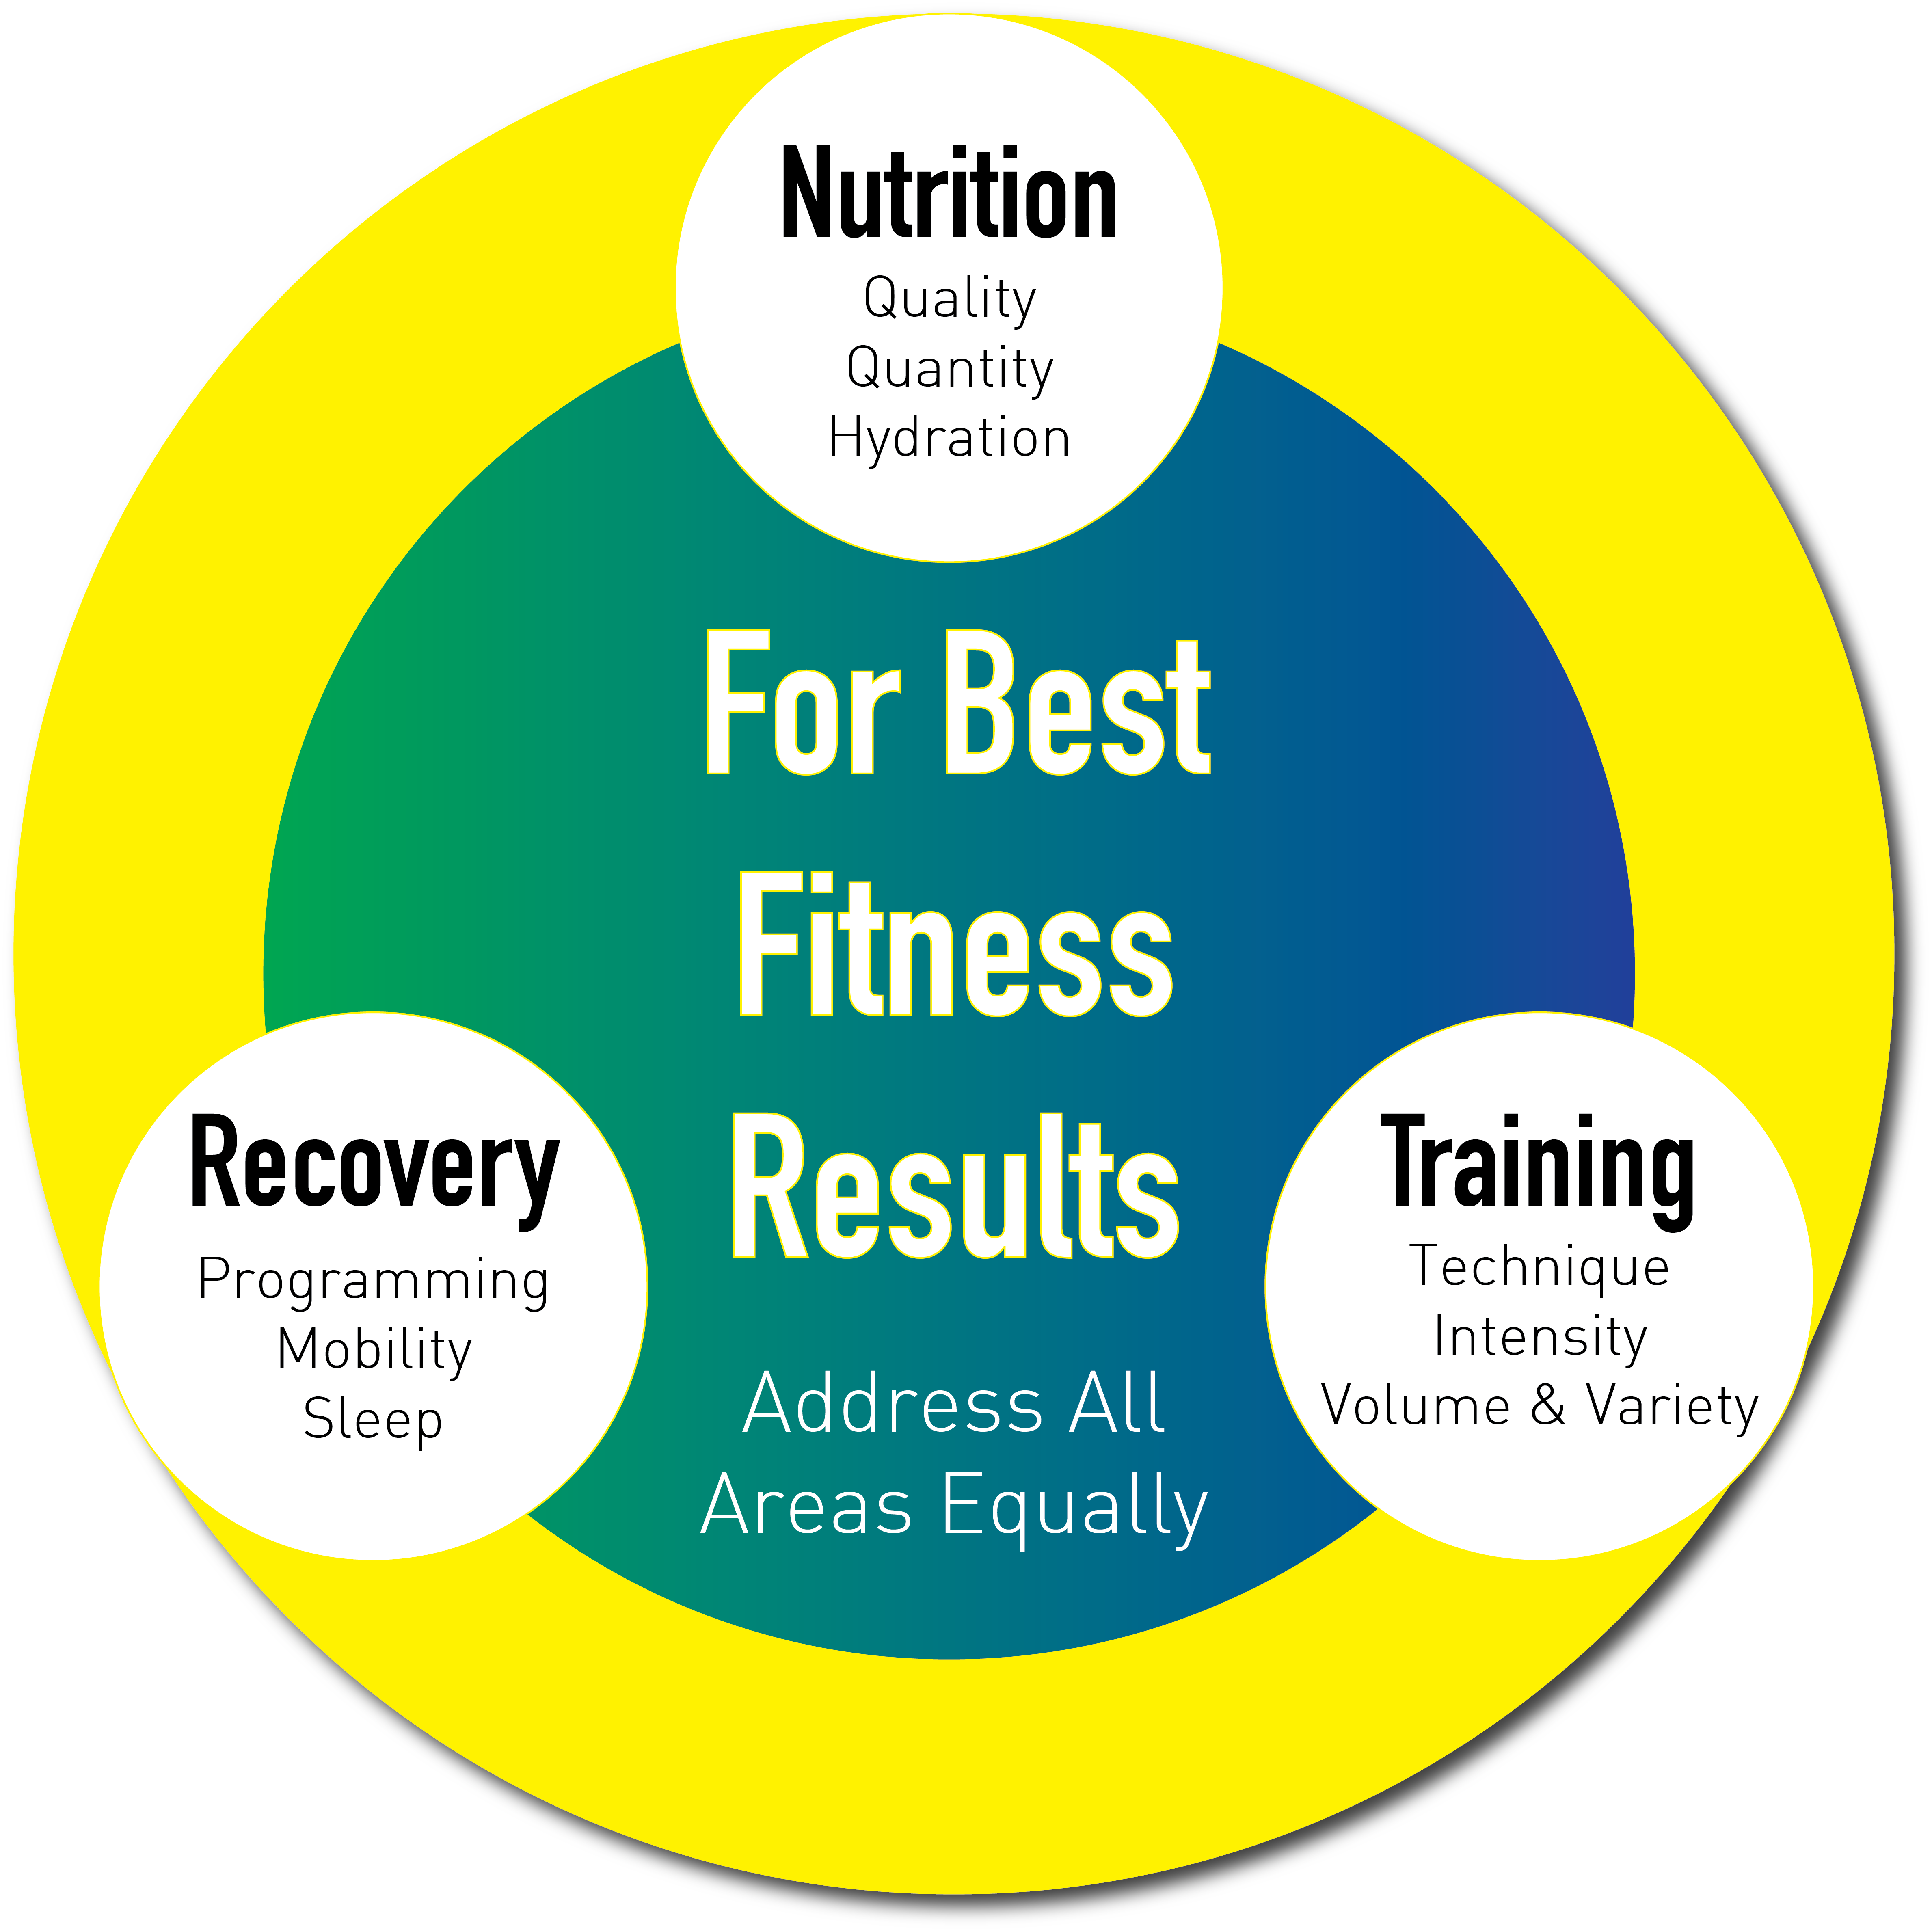 Nutrition
Quality
Quantity
Hydration
For Best
Fitness
Results
Address All
Areas Equally
Recovery
Programming
Mobility
Sleep
Training
Technique
Intensity
Volume & Variety